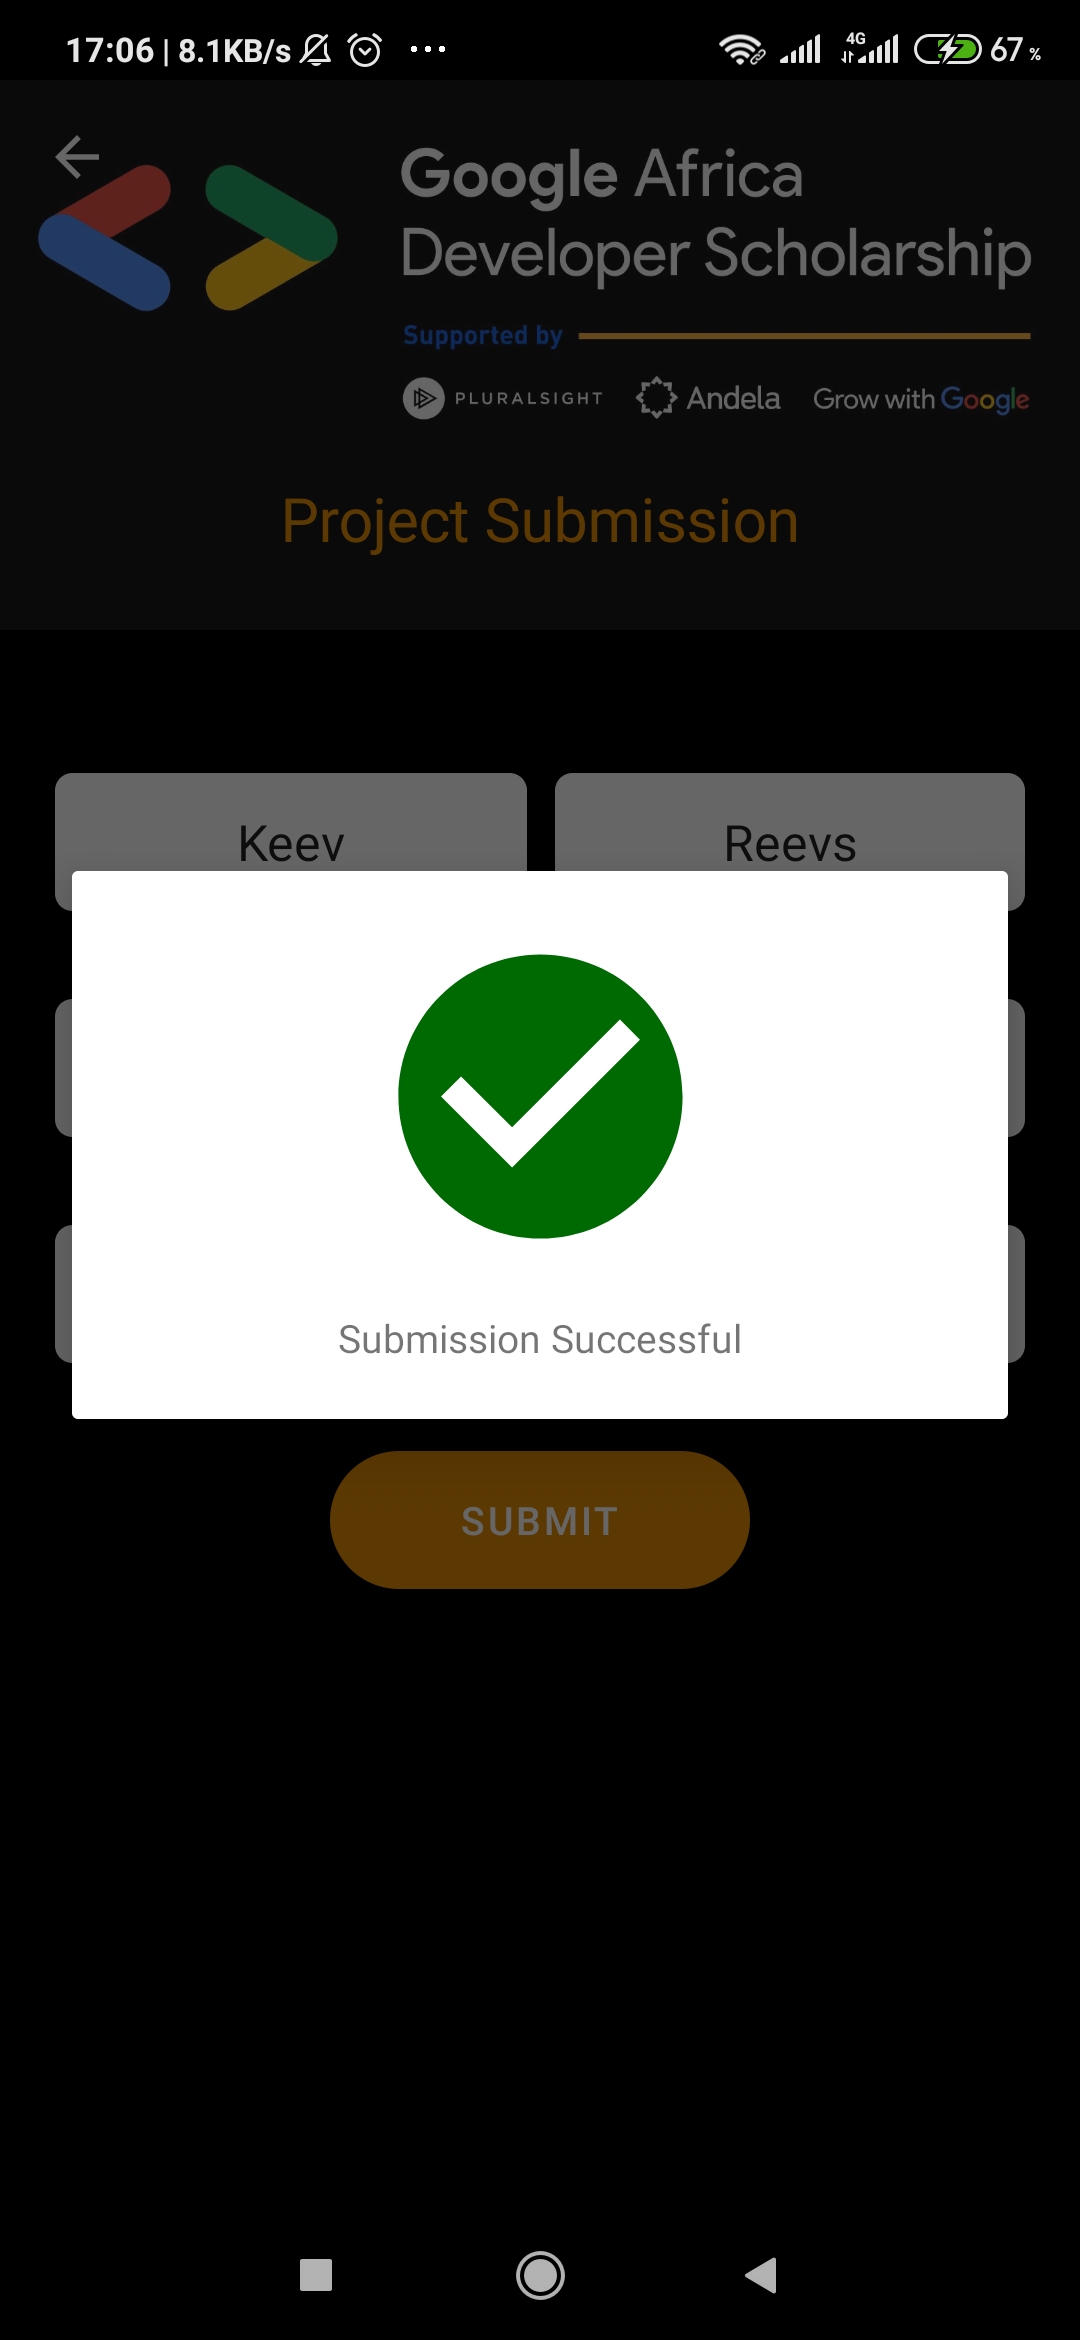 17:06 | 8.1KB/s 4G 67 %
Google Africa
Developer Scholarship
Supported by
PLURALSIGHT Andela Grow with Google
Project Submission
Keev Reevs
Submission Successful
SUBMIT